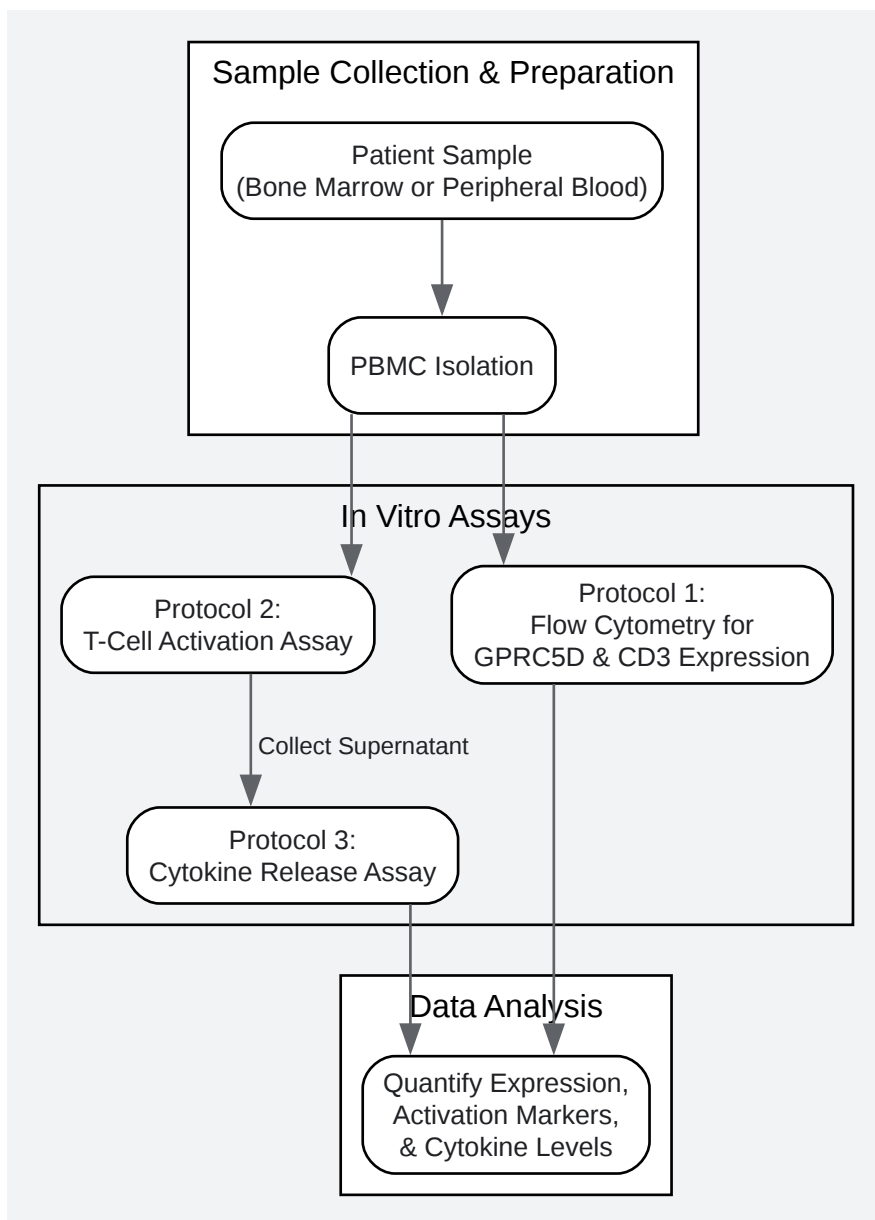 Sample Collection & Preparation
Patient Sample
(Bone Marrow or Peripheral Blood)
PBMC Isolation
In Vitro Assays
Protocol 2:
T-Cell Activation Assay
Protocol 1:
Flow Cytometry for
GPRC5D & CD3 Expression
Collect Supernatant
Protocol 3:
Cytokine Release Assay
Data Analysis
Quantify Expression,
Activation Markers,
& Cytokine Levels